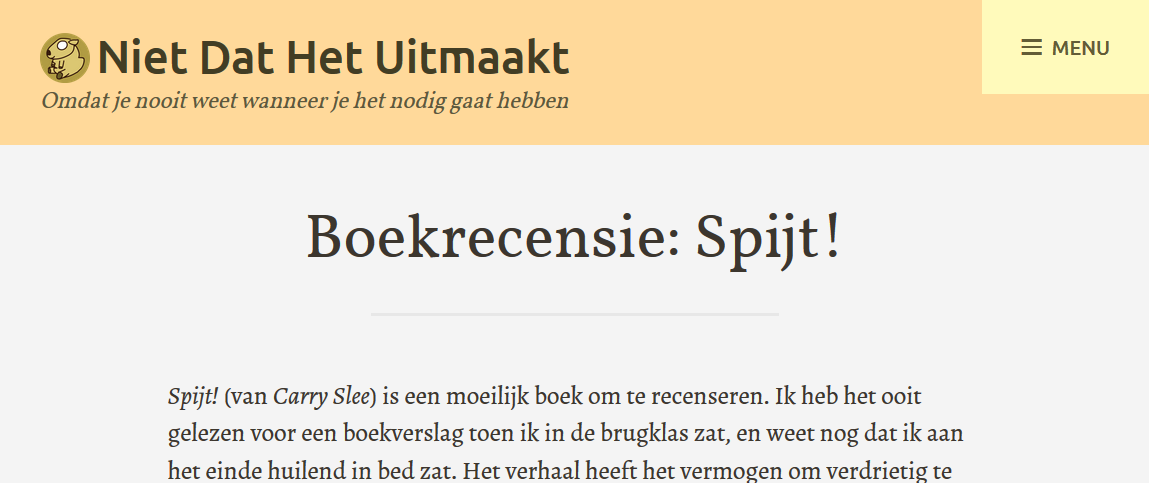 Niet Dat Het Uitmaakt
Omdat je nooit weet wanneer je het nodig gaat hebben
MENU
Boekrecensie: Spijt!
Spijt! (van Carry Slee) is een moeilijk boek om te recenseren. Ik heb het ooit
gelezen voor een boekverslag toen ik in de brugklas zat, en weet nog dat ik aan
het einde huilend in bed zat. Het verhaal heeft het vermogen om verdrietig te